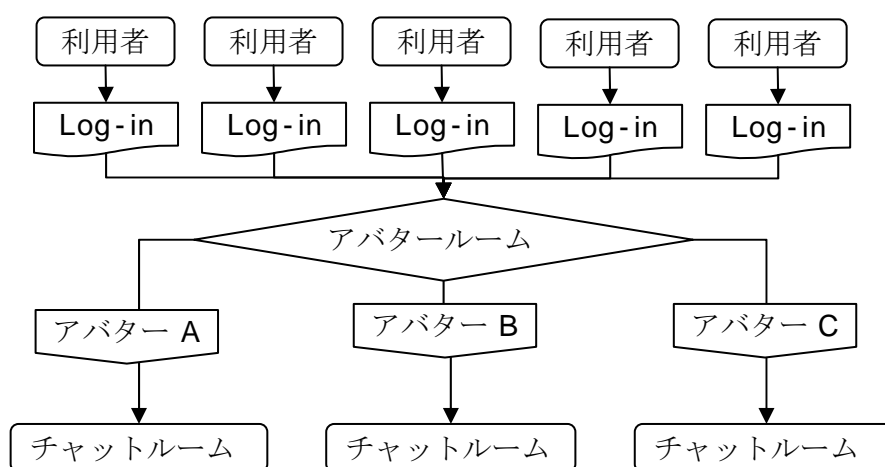 利用者 利用者 利用者 利用者 利用者
Log-in Log-in Log-in Log-in Log-in
アバタールーム
アバター A アバター B アバター C
チャットルーム チャットルーム チャットルーム